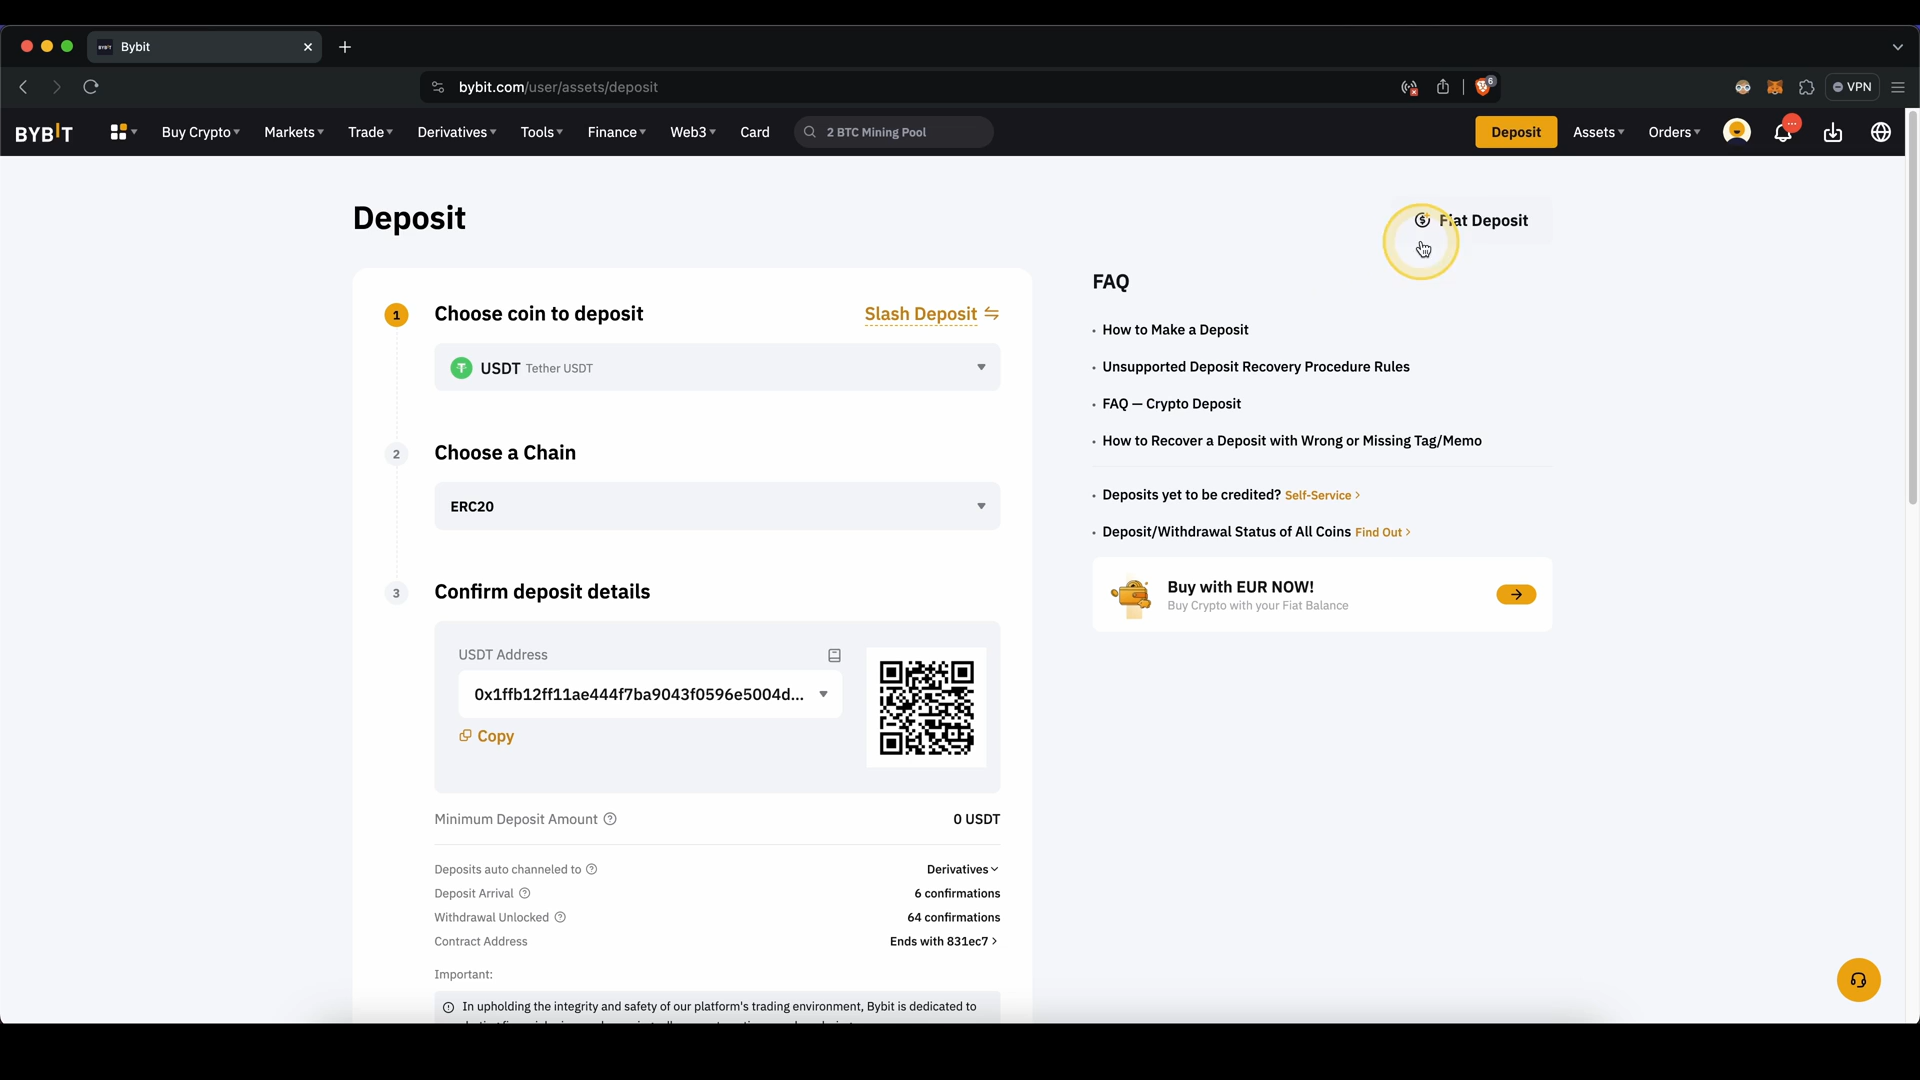 Bybit
bybit.com/user/assets/deposit
6
VPN
BYBIT
Buy Crypto
Markets
Trade
Derivatives
Tools
Finance
Web3
Card
2 BTC Mining Pool
Deposit
Assets
Orders
Deposit
Fiat Deposit
1
Choose coin to deposit
Slash Deposit
USDT Tether USDT
2
Choose a Chain
ERC20
3
Confirm deposit details
USDT Address
0x1ffb12ff11ae444f7ba9043f0596e5004d...
Copy
Minimum Deposit Amount
0 USDT
Deposits auto channeled to
Derivatives
Deposit Arrival
6 confirmations
Withdrawal Unlocked
64 confirmations
Contract Address
Ends with 831ec7 >
Important:
In upholding the integrity and safety of our platform's trading environment, Bybit is dedicated to
FAQ
• How to Make a Deposit
• Unsupported Deposit Recovery Procedure Rules
• FAQ — Crypto Deposit
• How to Recover a Deposit with Wrong or Missing Tag/Memo
• Deposits yet to be credited? Self-Service >
• Deposit/Withdrawal Status of All Coins Find Out >
Buy with EUR NOW!
Buy Crypto with your Fiat Balance